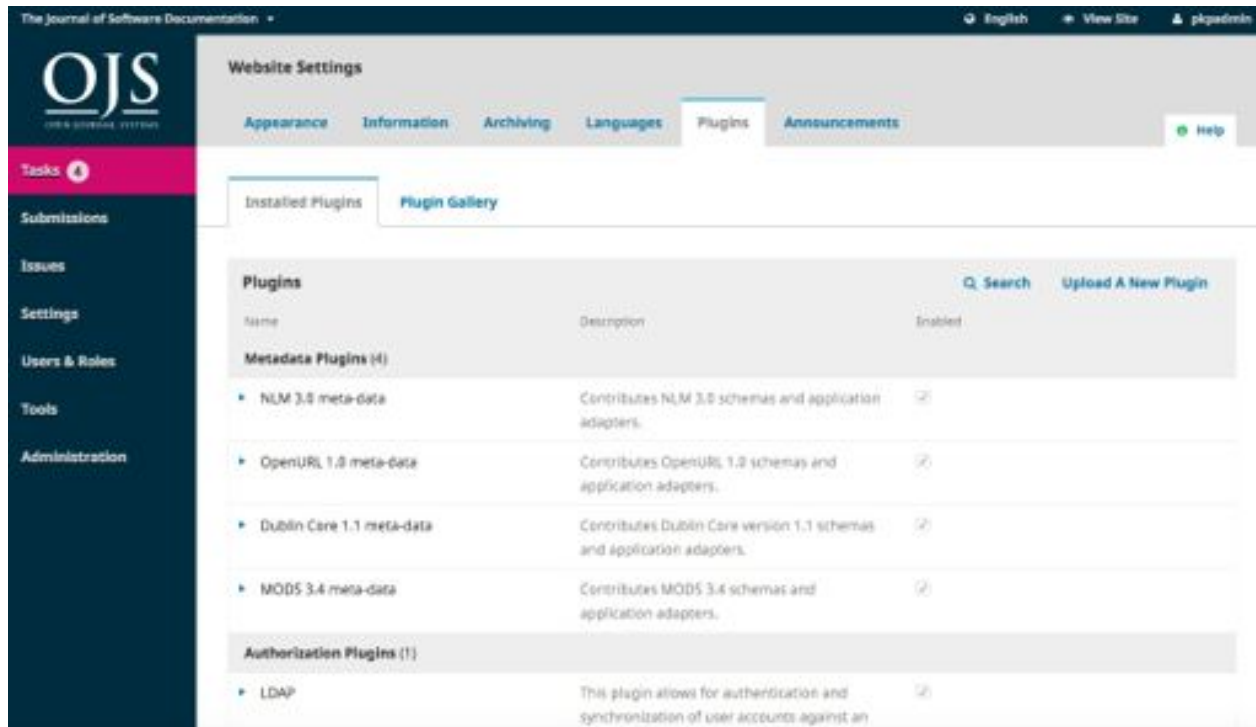 The Journal of Software Documentation
English
View Site
pkpadmin
OJS
OPEN JOURNAL SYSTEMS
Website Settings
Appearance
Information
Archiving
Languages
Plugins
Announcements
Help
Tasks 4
Submissions
Issues
Settings
Users & Roles
Tools
Administration
Installed Plugins
Plugin Gallery
Plugins
Search
Upload A New Plugin
Name
Description
Enabled
Metadata Plugins (4)
NLM 3.0 meta-data
Contributes NLM 3.0 schemas and application
adapters.
OpenURL 1.0 meta-data
Contributes OpenURL 1.0 schemas and
application adapters.
Dublin Core 1.1 meta-data
Contributes Dublin Core version 1.1 schemas
and application adapters.
MODS 3.4 meta-data
Contributes MODS 3.4 schemas and
application adapters.
Authorization Plugins (1)
LDAP
This plugin allows for authentication and
synchronization of user accounts against an